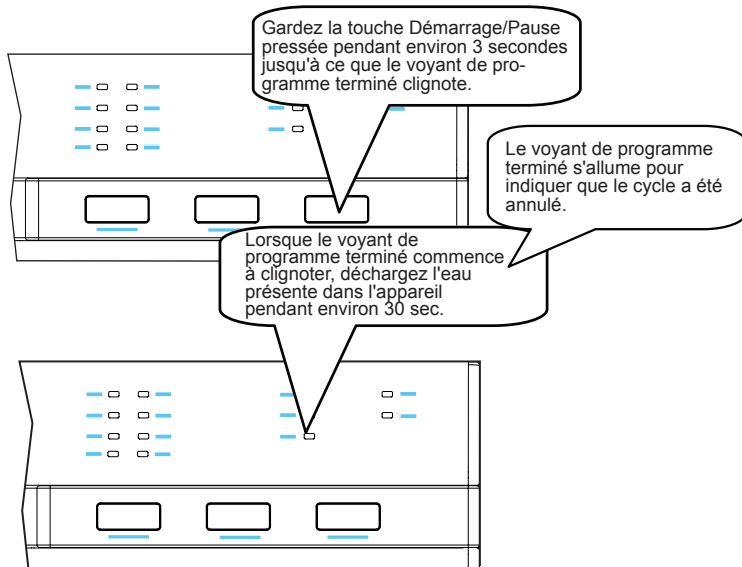 Gardez la touche Démarrage/Pause
pressée pendant environ 3 secondes
jusqu'à ce que le voyant de pro-
gramme terminé clignote.
Le voyant de programme
terminé s'allume pour
indiquer que le cycle a été
annulé.
Lorsque le voyant de
programme terminé commence
à clignoter, déchargez l'eau
présente dans l'appareil
pendant environ 30 sec.